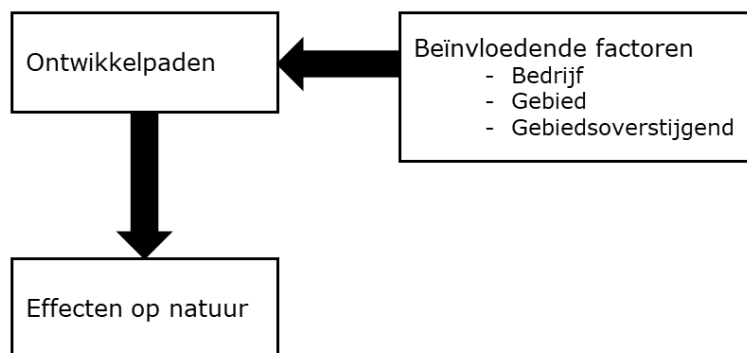 Ontwikkelpaden
Beïnvloedende factoren
- Bedrijf
- Gebied
- Gebiedsoverstijgend
Effecten op natuur